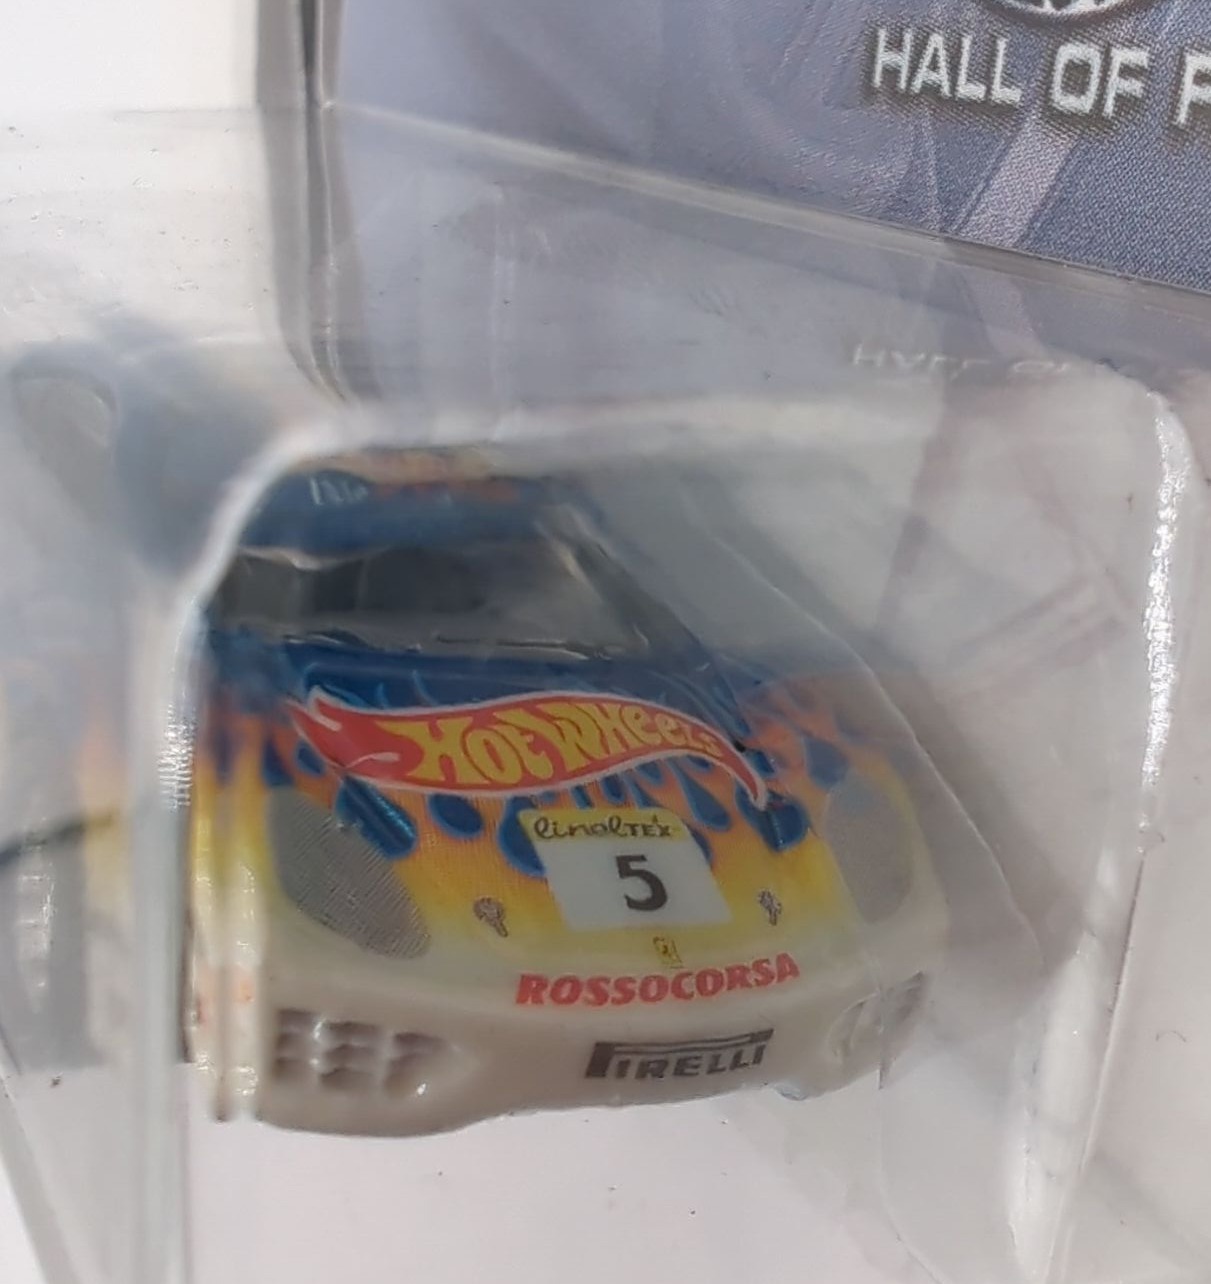 HALL OF F
HOT WHeeLs
linolTEX
5
ROSSOCORSA
PIRELLI